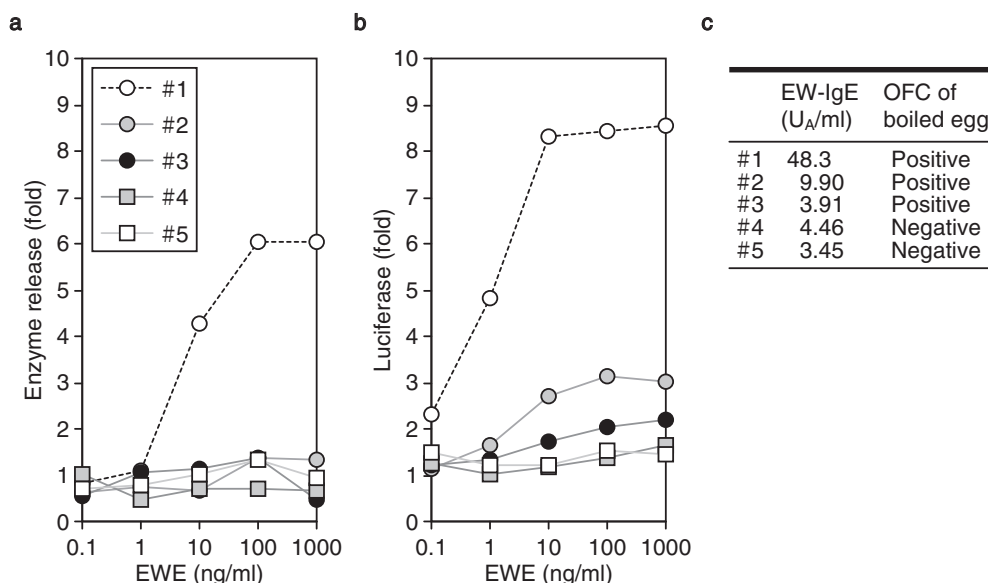 a
10
9
8
7
6
5
4
3
2
1
0
Enzyme release (fold)
#1
#2
#3
#4
#5
0.1 1 10 100 1000
EWE (ng/ml)
b
10
9
8
7
6
5
4
3
2
1
0
Luciferase (fold)
0.1 1 10 100 1000
EWE (ng/ml)
c
EW-IgE OFC of
(UA/ml) boiled egg
#1 48.3 Positive
#2 9.90 Positive
#3 3.91 Positive
#4 4.46 Negative
#5 3.45 Negative